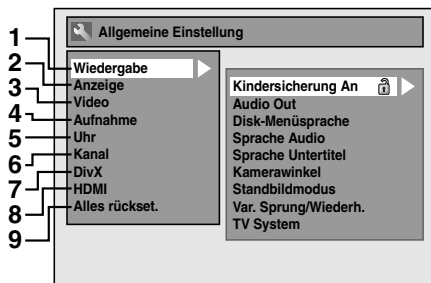 Allgemeine Einstellung
1 Wiedergabe
2 Anzeige
3 Video
4 Aufnahme
5 Uhr
6 Kanal
7 DivX
8 HDMI
9 Alles rückset.
Kindersicherung An
Audio Out
Disk-Menüsprache
Sprache Audio
Sprache Untertitel
Kamerawinkel
Standbildmodus
Var. Sprung/Wiederh.
TV System